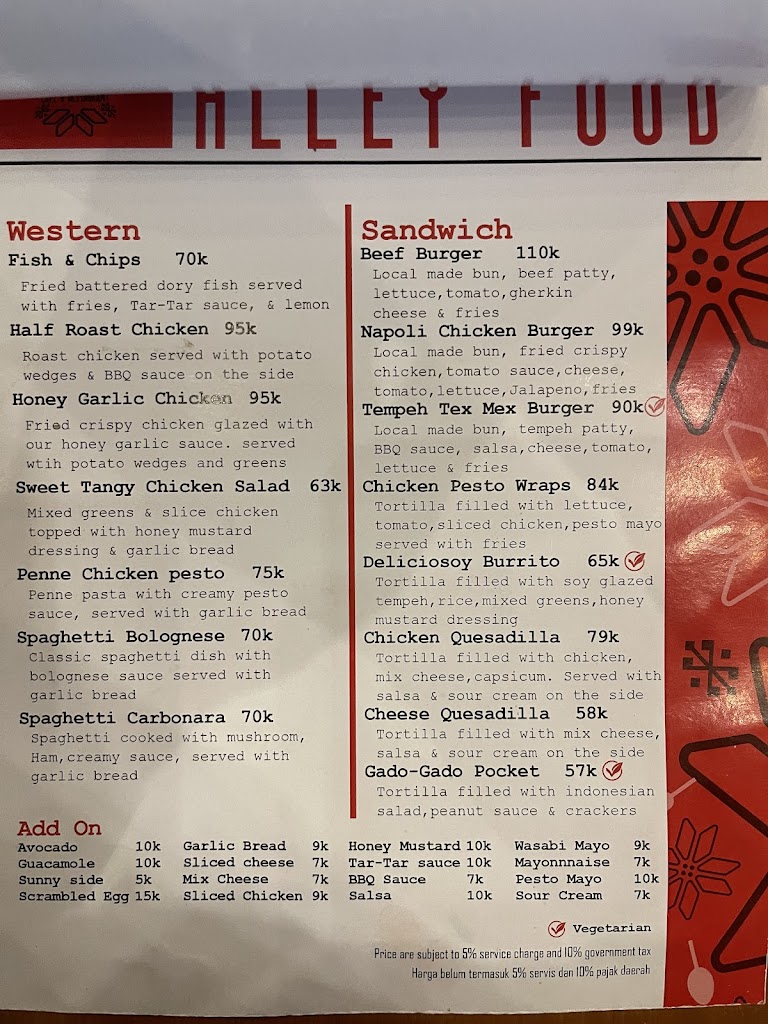 ALLEY FOOD
Western
Fish & Chips 70k
Fried battered dory fish served
with fries, Tar-Tar sauce, & lemon
Half Roast Chicken 95k
Roast chicken served with potato
wedges & BBQ sauce on the side
Honey Garlic Chicken 95k
Fried crispy chicken glazed with
our honey garlic sauce. served
wtih potato wedges and greens
Sweet Tangy Chicken Salad 63k
Mixed greens & slice chicken
topped with honey mustard
dressing & garlic bread
Penne Chicken pesto 75k
Penne pasta with creamy pesto
sauce, served with garlic bread
Spaghetti Bolognese 70k
Classic spaghetti dish with
bolognese sauce served with
garlic bread
Spaghetti Carbonara 70k
Spaghetti cooked with mushroom,
Ham,creamy sauce, served with
garlic bread
Sandwich
Beef Burger 110k
Local made bun, beef patty,
lettuce,tomato,gherkin
cheese & fries
Napoli Chicken Burger 99k
Local made bun, fried crispy
chicken,tomato sauce,cheese,
tomato,lettuce,Jalapeno,fries
Tempeh Tex Mex Burger 90k
Local made bun, tempeh patty,
BBQ sauce, salsa,cheese,tomato,
lettuce & fries
Chicken Pesto Wraps 84k
Tortilla filled with lettuce,
tomato,sliced chicken,pesto mayo
served with fries
Deliciosoy Burrito 65k
Tortilla filled with soy glazed
tempeh,rice,mixed greens,honey
mustard dressing
Chicken Quesadilla 79k
Tortilla filled with chicken,
mix cheese,capsicum. Served with
salsa & sour cream on the side
Cheese Quesadilla 58k
Tortilla filled with mix cheese,
salsa & sour cream on the side
Gado-Gado Pocket 57k
Tortilla filled with indonesian
salad,peanut sauce & crackers
Add On
Avocado 10k Garlic Bread 9k Honey Mustard 10k Wasabi Mayo 9k
Guacamole 10k Sliced cheese 7k Tar-Tar sauce 10k Mayonnnaise 7k
Sunny side 5k Mix Cheese 7k BBQ Sauce 7k Pesto Mayo 10k
Scrambled Egg 15k Sliced Chicken 9k Salsa 10k Sour Cream 7k
Vegetarian
Price are subject to 5% service charge and 10% government tax
Harga belum termasuk 5% servis dan 10% pajak daerah